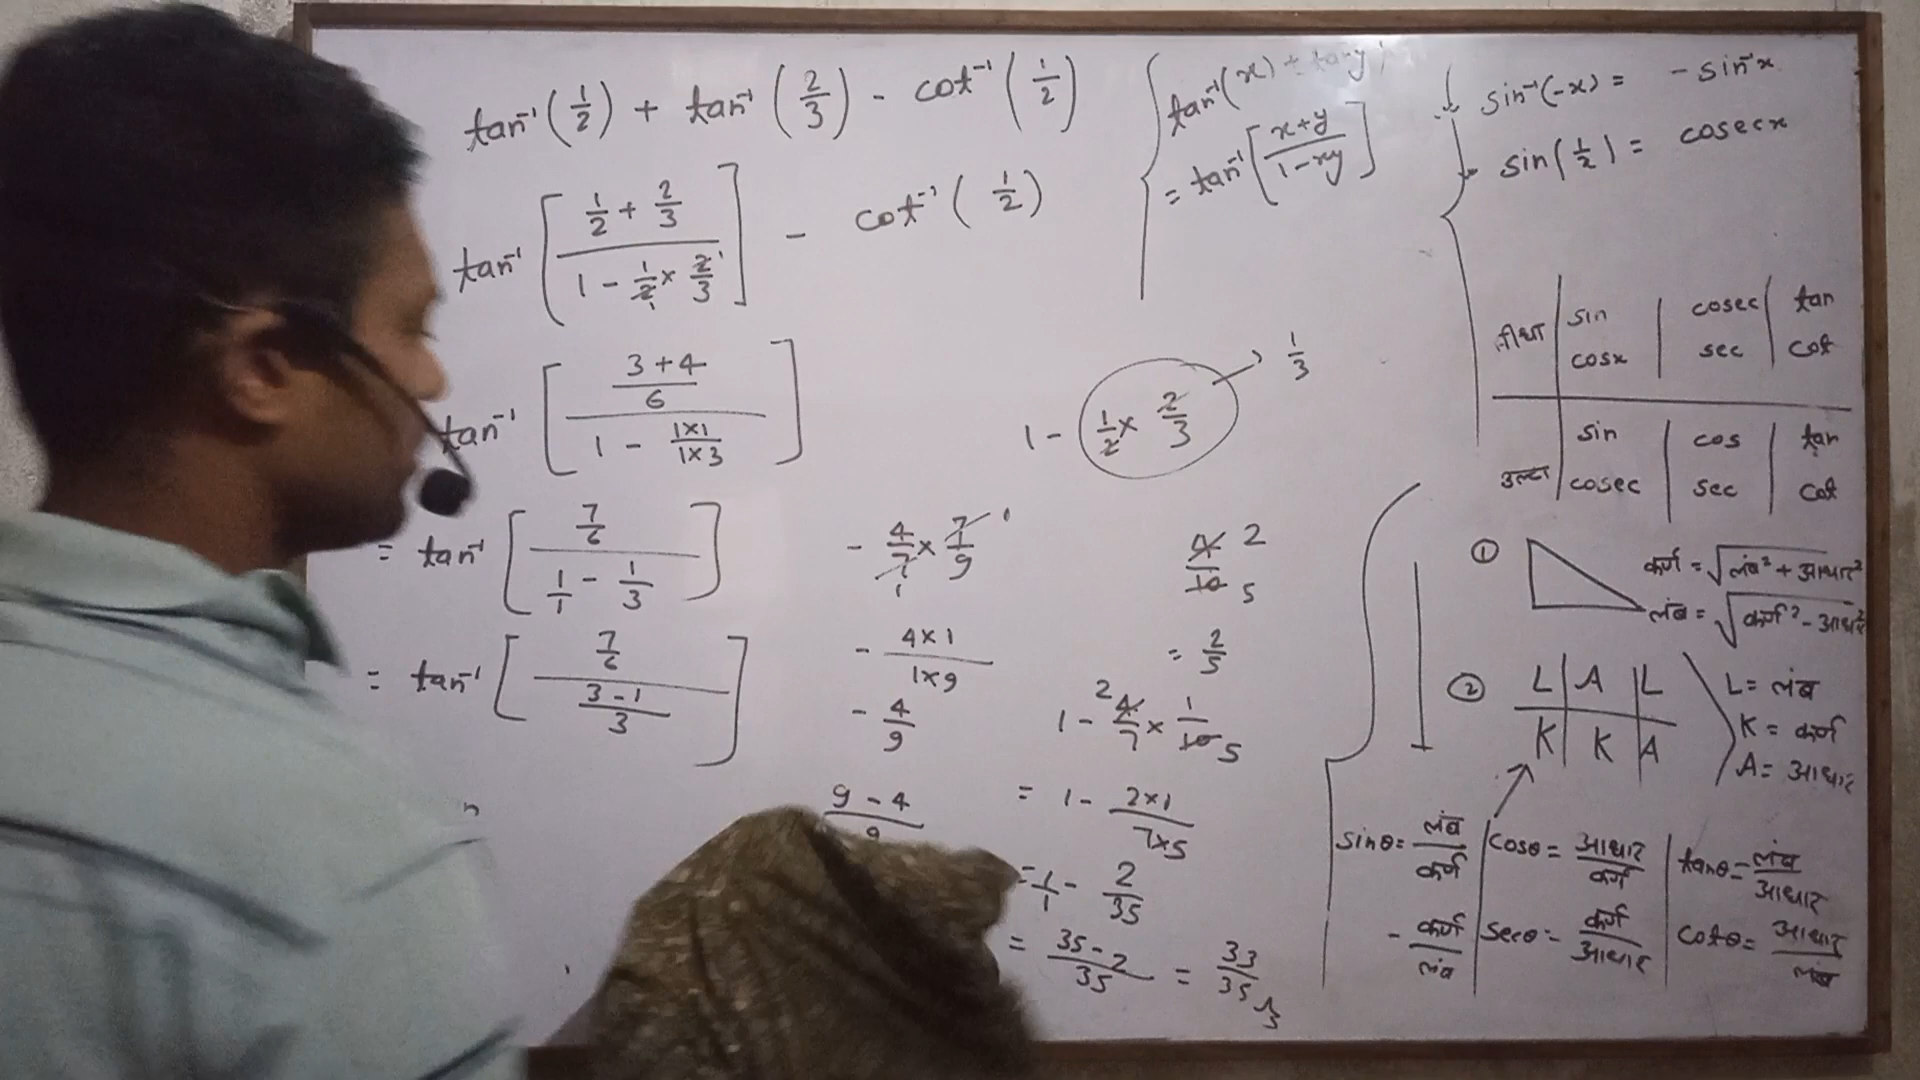 tan⁻¹(1/2) + tan⁻¹(2/3) - cot⁻¹(1/2)
tan⁻¹[(1/2 + 2/3)/(1 - 1/2 × 2/3)] - cot⁻¹(1/2)
tan⁻¹[((3+4)/6)/(1 - (1×1)/(1×3))]
= tan⁻¹[(7/6)/(1/1 - 1/3)]
= tan⁻¹[(7/6)/((3-1)/3)]
1 - 1/2 × 2/3 → 1/3
- 4/7 × 7/9
- (4×1)/(1×9)
- 4/9
(9-4)/9
4/10 2 5
= 2/5
1 - 4/7 × 1/10 2 5
= 1 - (2×1)/(7×5)
= 1/1 - 2/35
= (35-2)/35 = 33/35
tan⁻¹(x) + tan y
= tan⁻¹[(x+y)/(1-xy)]
sin⁻¹(-x) = - sin⁻¹x
= cosecx
sin | cosec | tan
cosx | sec | cot
उल्टा
sin | cos | tan
cosec | sec | cot
① कर्ण = √लंब² + आधार²
लंब = √कर्ण² - आधार²
② L | A | L
K | K | A
L = लंब
K = कर्ण
A = आधार
sinθ = लंब/कर्ण | cosθ = आधार/कर्ण | tanθ = लंब/आधार
- कर्ण/लंब | secθ = कर्ण/आधार | cotθ = आधार/लंब